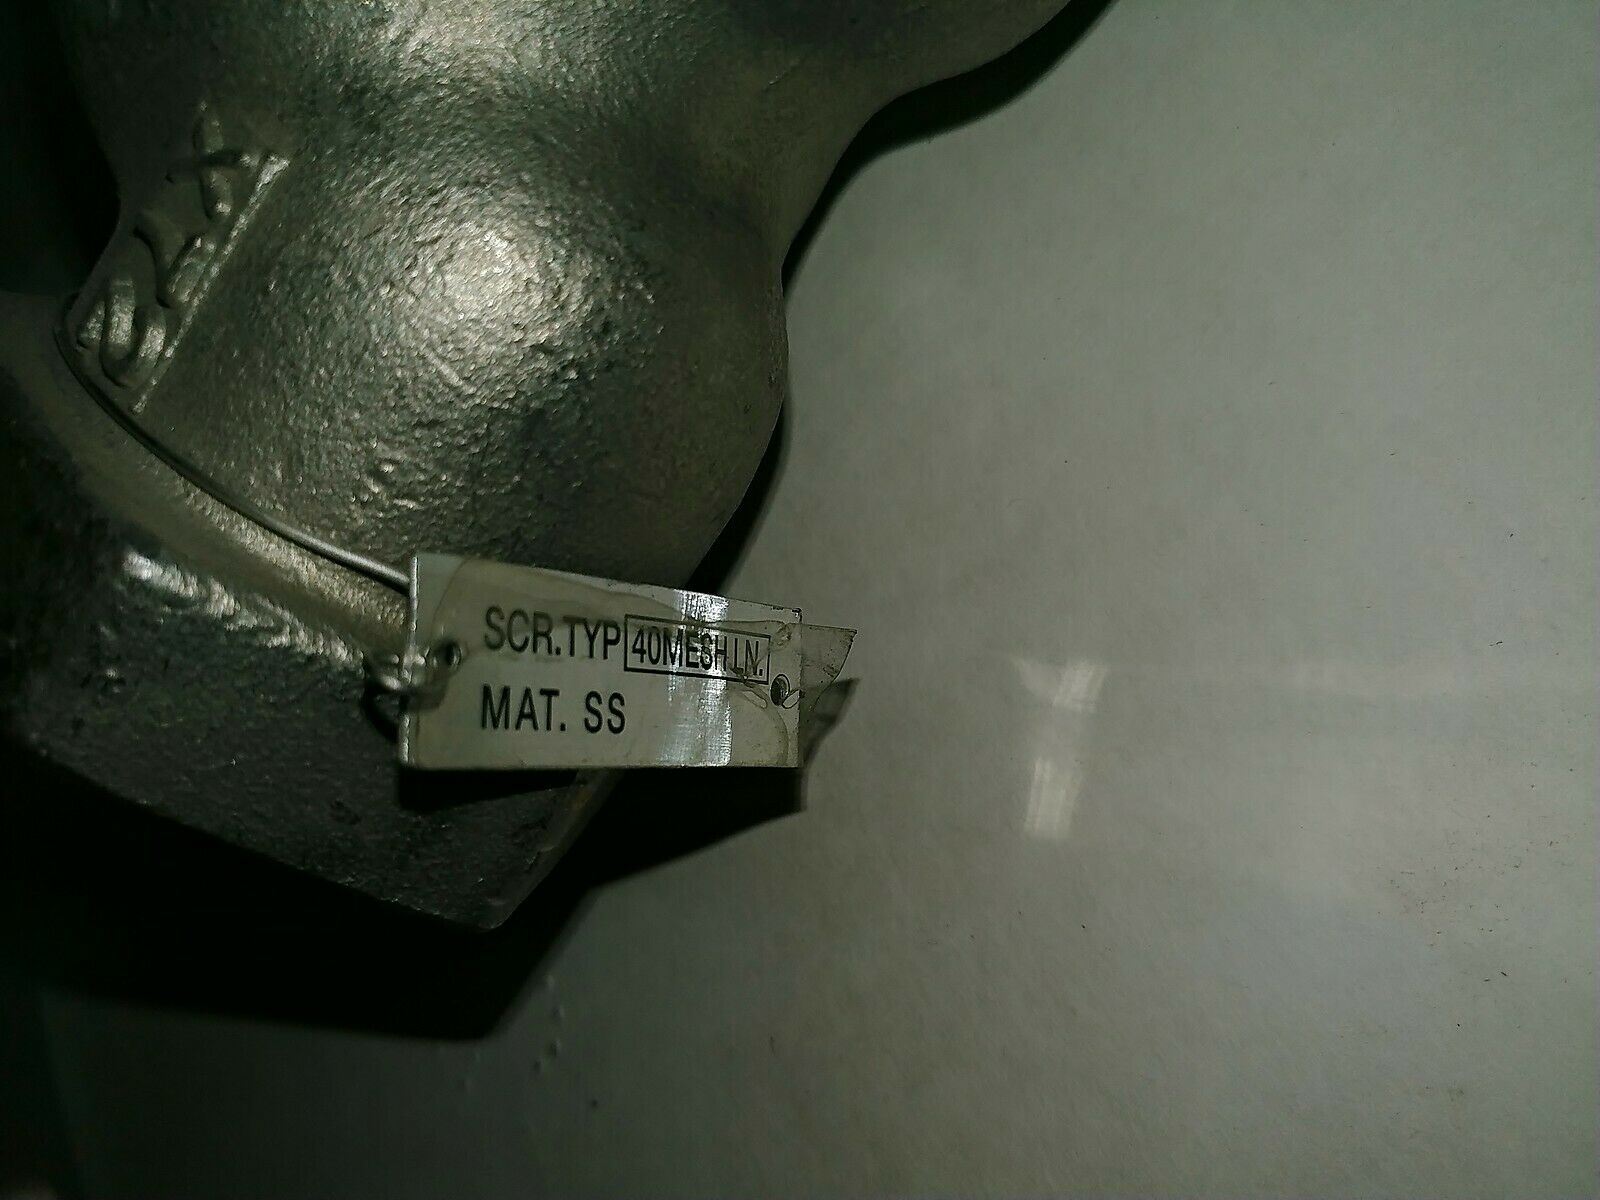 SCR.TYP 40MESH LN.
MAT. SS